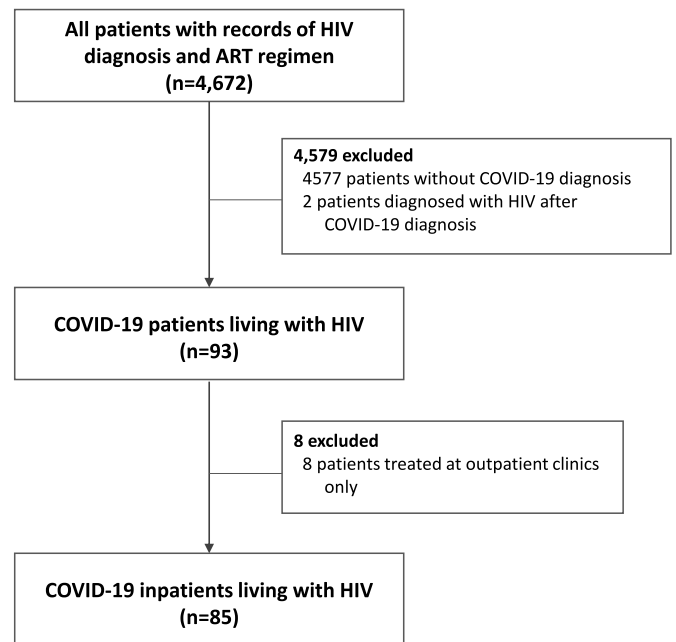 All patients with records of HIV
diagnosis and ART regimen
(n=4,672)
4,579 excluded
4577 patients without COVID-19 diagnosis
2 patients diagnosed with HIV after
COVID-19 diagnosis
COVID-19 patients living with HIV
(n=93)
8 excluded
8 patients treated at outpatient clinics
only
COVID-19 inpatients living with HIV
(n=85)